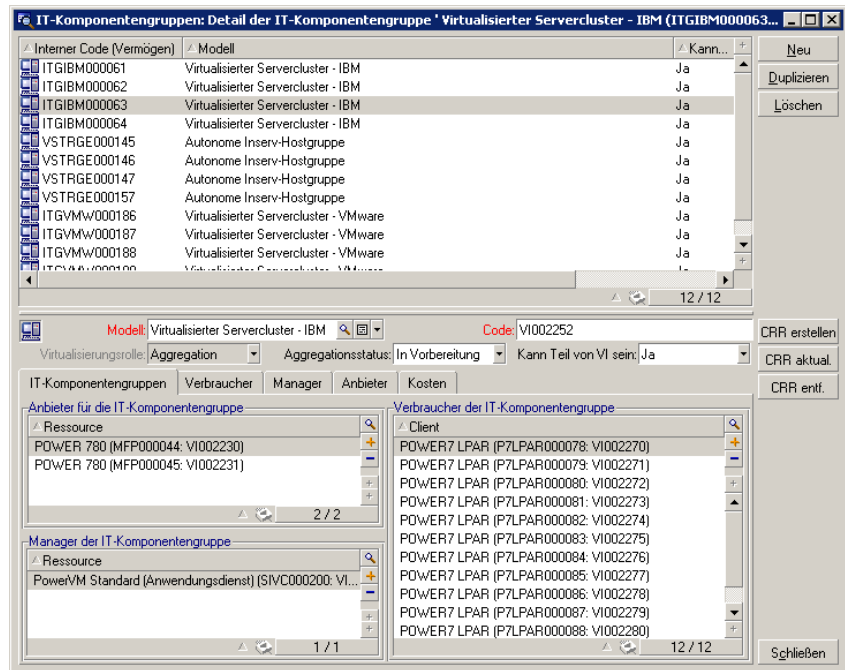 IT-Komponentengruppen: Detail der IT-Komponentengruppe ' Virtualisierter Servercluster - IBM (ITGIBM000063...
Interner Code (Vermögen) Modell Kann...
ITGIBM000061 Virtualisierter Servercluster - IBM Ja
ITGIBM000062 Virtualisierter Servercluster - IBM Ja
ITGIBM000063 Virtualisierter Servercluster - IBM Ja
ITGIBM000064 Virtualisierter Servercluster - IBM Ja
VSTRGE000145 Autonome Inserv-Hostgruppe Ja
VSTRGE000146 Autonome Inserv-Hostgruppe Ja
VSTRGE000147 Autonome Inserv-Hostgruppe Ja
VSTRGE000157 Autonome Inserv-Hostgruppe Ja
ITGVMW000186 Virtualisierter Servercluster - VMware Ja
ITGVMW000187 Virtualisierter Servercluster - VMware Ja
ITGVMW000188 Virtualisierter Servercluster - VMware Ja
12 / 12
Neu
Duplizieren
Löschen
Modell: Virtualisierter Servercluster - IBM Code: VI002252
Virtualisierungsrolle: Aggregation Aggregationsstatus: In Vorbereitung Kann Teil von VI sein: Ja
CRR erstellen
CRR aktual.
CRR entf.
IT-Komponentengruppen Verbraucher Manager Anbieter Kosten
Anbieter für die IT-Komponentengruppe
Ressource
POWER 780 (MFP000044: VI002230)
POWER 780 (MFP000045: VI002231)
2 / 2
Manager der IT-Komponentengruppe
Ressource
PowerVM Standard (Anwendungsdienst) (SIVC000200: VI...
1 / 1
Verbraucher der IT-Komponentengruppe
Client
POWER7 LPAR (P7LPAR000078: VI002270)
POWER7 LPAR (P7LPAR000079: VI002271)
POWER7 LPAR (P7LPAR000080: VI002272)
POWER7 LPAR (P7LPAR000081: VI002273)
POWER7 LPAR (P7LPAR000082: VI002274)
POWER7 LPAR (P7LPAR000083: VI002275)
POWER7 LPAR (P7LPAR000084: VI002276)
POWER7 LPAR (P7LPAR000085: VI002277)
POWER7 LPAR (P7LPAR000086: VI002278)
POWER7 LPAR (P7LPAR000087: VI002279)
POWER7 LPAR (P7LPAR000088: VI002280)
12 / 12
Schließen